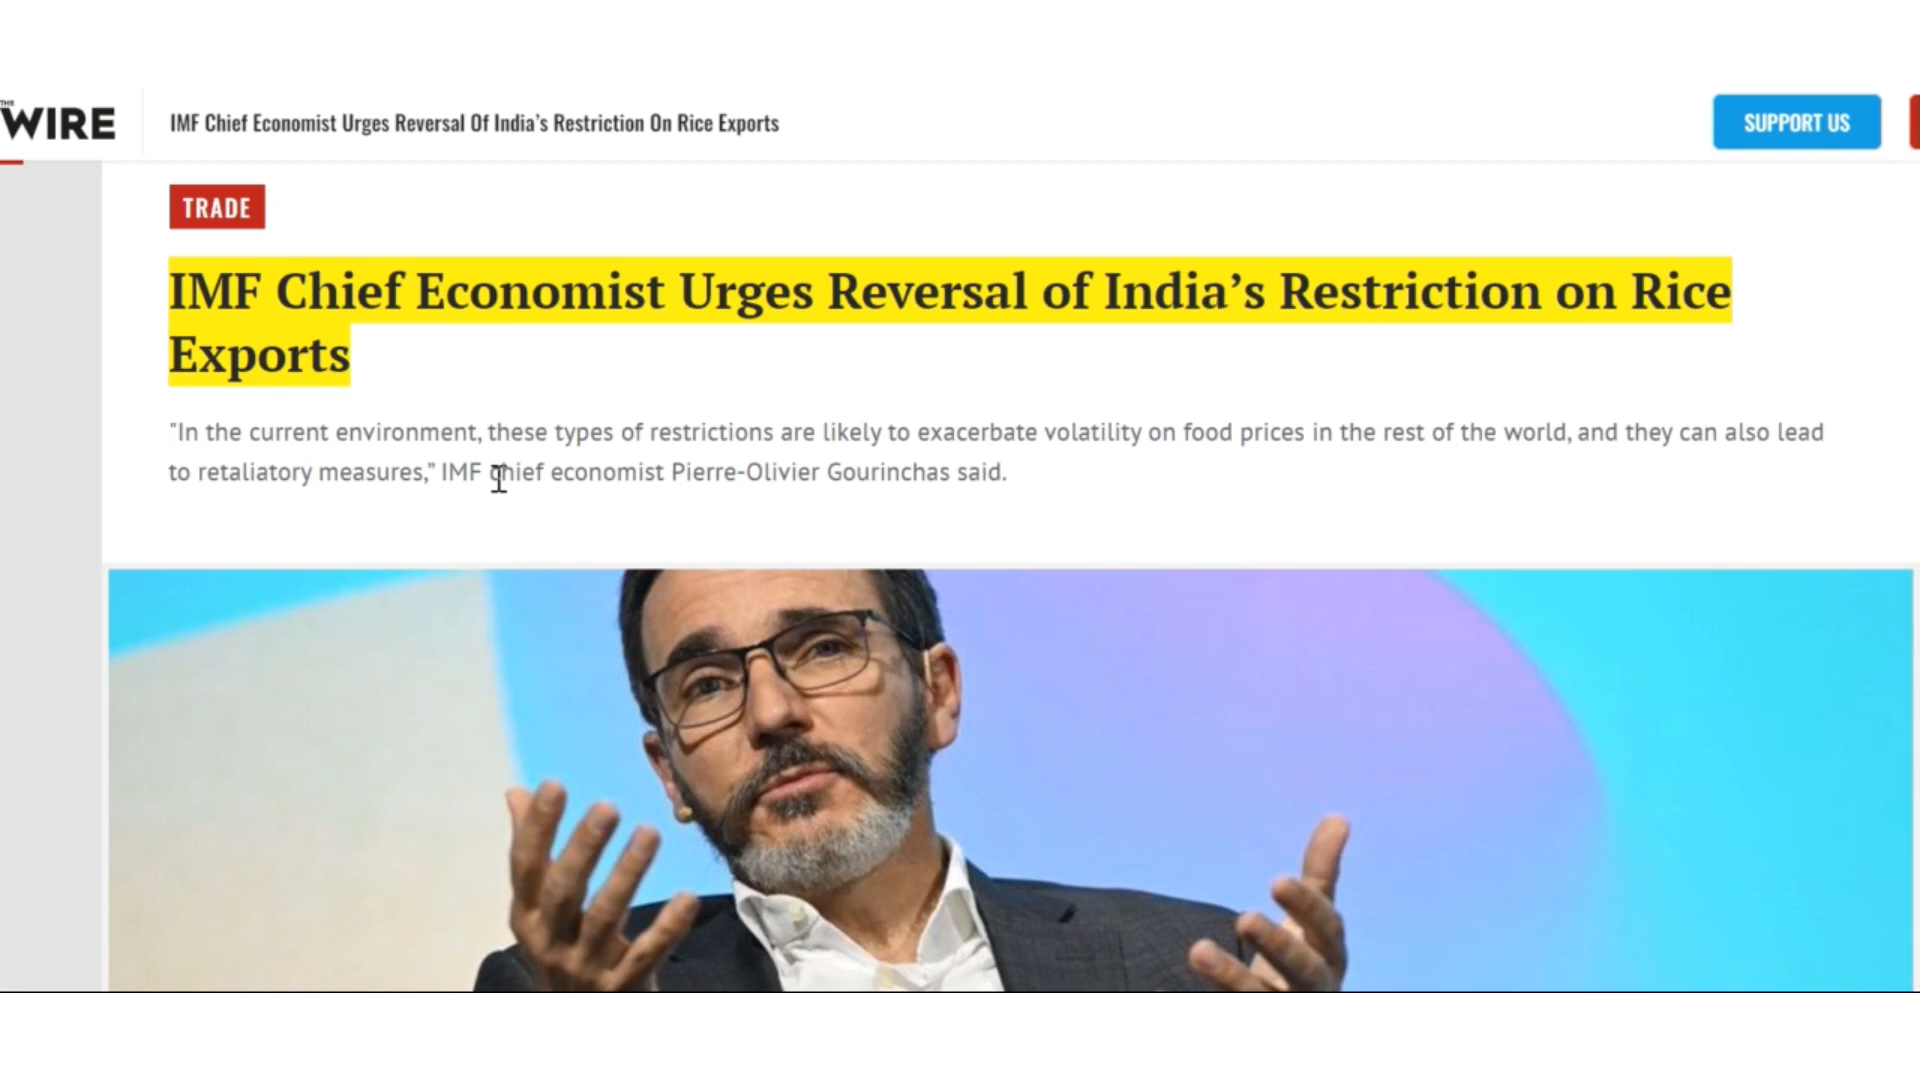 THE
WIRE
IMF Chief Economist Urges Reversal Of India’s Restriction On Rice Exports
SUPPORT US
TRADE
IMF Chief Economist Urges Reversal of India’s Restriction on Rice
Exports
"In the current environment, these types of restrictions are likely to exacerbate volatility on food prices in the rest of the world, and they can also lead
to retaliatory measures,” IMF chief economist Pierre-Olivier Gourinchas said.